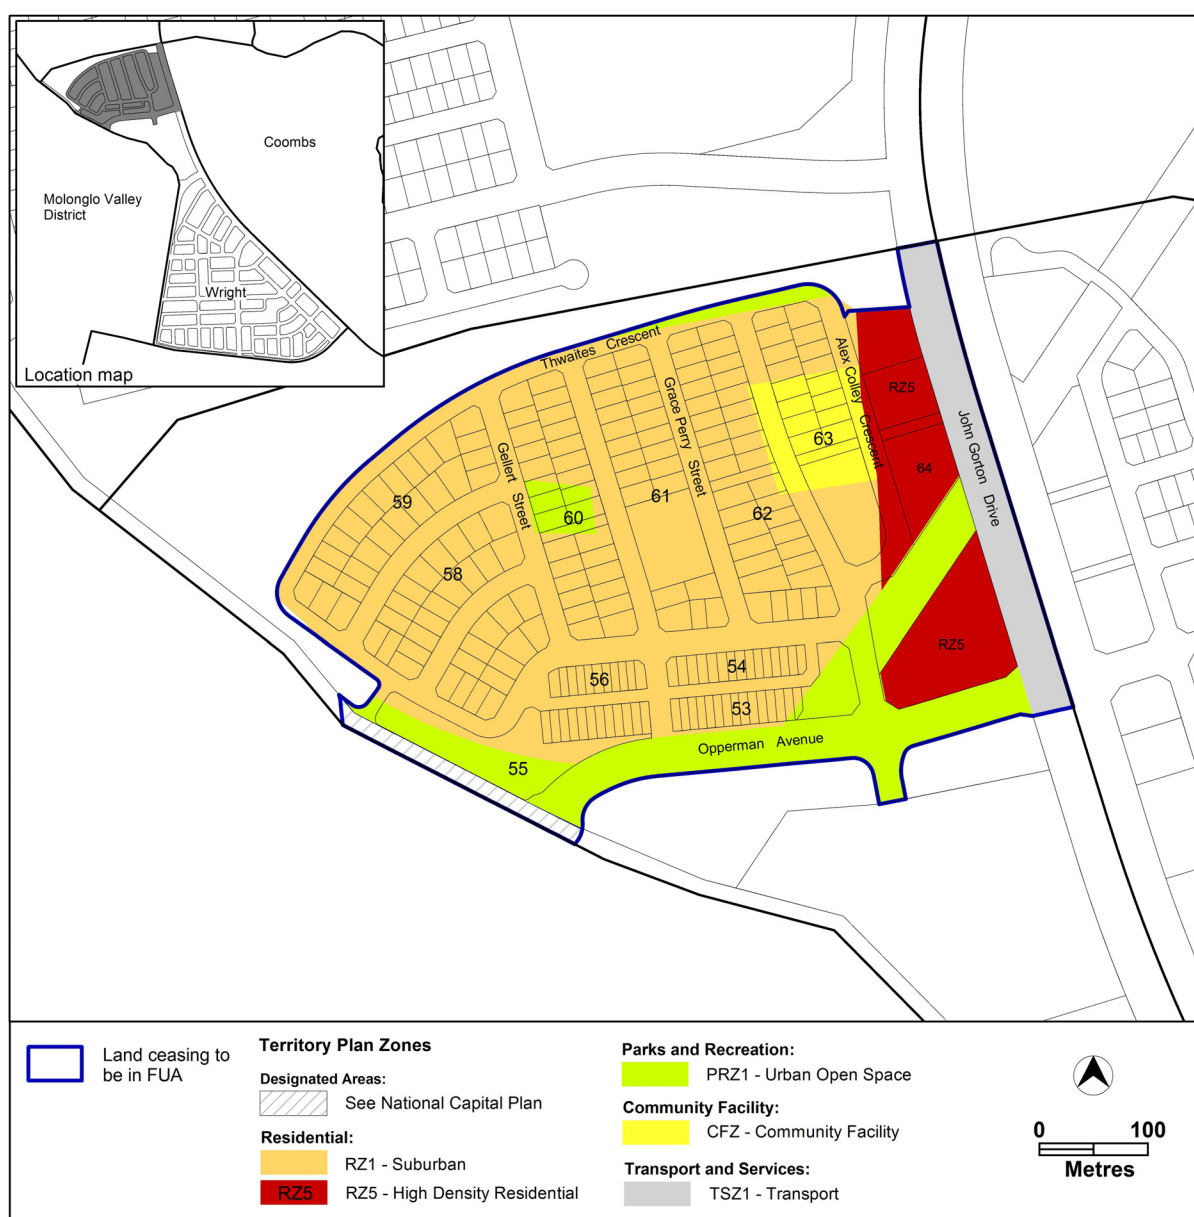 Coombs
Molonglo Valley
District
Wright
Location map
Thwaites Crescent
Alex Colley Crescent
Grace Perry Street
Gellert Street
John Gorton Drive
RZ5
63
64
59
61
60
62
58
RZ5
54
56
53
Opperman Avenue
55
Land ceasing to
be in FUA
Territory Plan Zones
Designated Areas:
See National Capital Plan
Residential:
RZ1 - Suburban
RZ5
RZ5 - High Density Residential
Parks and Recreation:
PRZ1 - Urban Open Space
Community Facility:
CFZ - Community Facility
Transport and Services:
TSZ1 - Transport
0 100
Metres